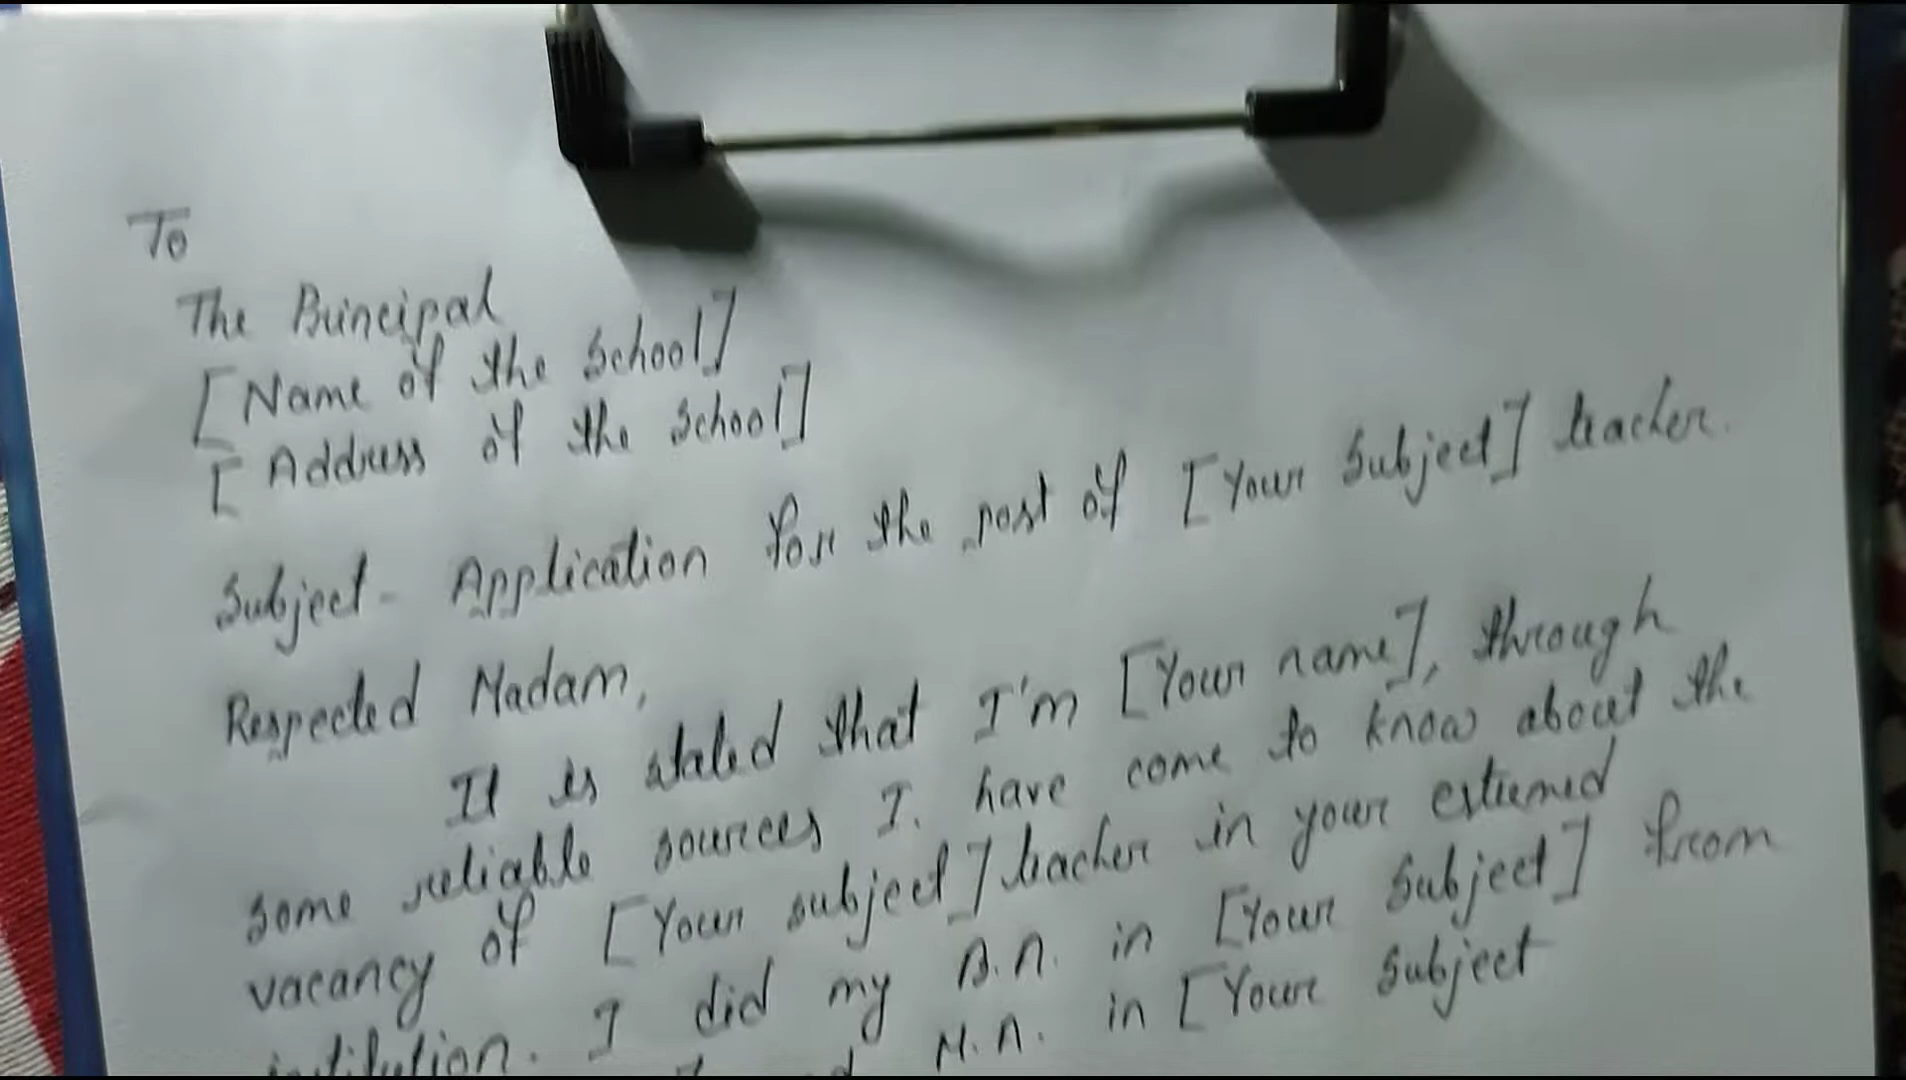 To
The Principal
[Name of the School]
[Address of the School]
Subject- Application for the post of [Your Subject] teacher.
Respected Madam,
It is stated that I'm [Your name], through
some reliable sources I have come to know about the
vacancy of [Your subject] teacher in your esteemed
institution. I did my B.A. in [Your Subject] from
M.A. in [Your Subject